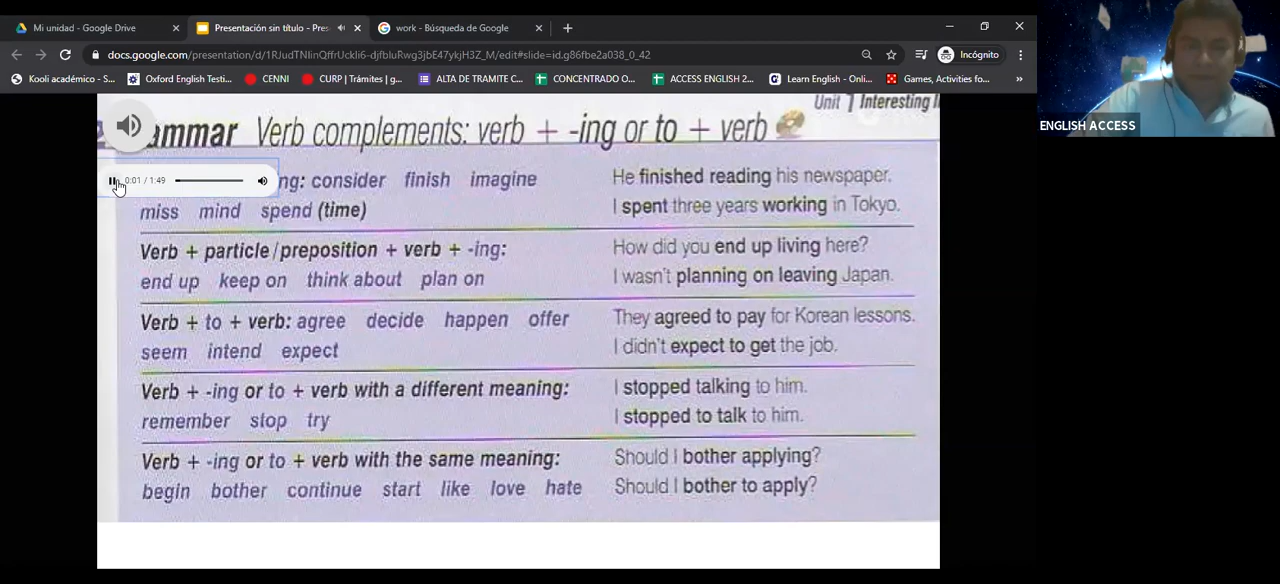 Mi unidad - Google Drive
Presentación sin título - Pres
work - Búsqueda de Google
docs.google.com/presentation/d/1RJudTNIinQffrUckIi6-djfbIuRwg3jbE47ykjH3Z_M/edit#slide=id.g86fbe2a038_0_42
Incógnito
Kooli académico - S...
Oxford English Testi...
CENNI
CURP | Trámites | g...
ALTA DE TRAMITE C...
CONCENTRADO O...
ACCESS ENGLISH 2...
Learn English - Onli...
Games, Activities fo...
ENGLISH ACCESS
Unit 1 Interesting
ammar Verb complements: verb + -ing or to + verb
0:01 / 1:49
ng: consider finish imagine
miss mind spend (time)
He finished reading his newspaper.
I spent three years working in Tokyo.
Verb + particle/preposition + verb + -ing:
end up keep on think about plan on
How did you end up living here?
I wasn't planning on leaving Japan.
Verb + to + verb: agree decide happen offer
seem intend expect
They agreed to pay for Korean lessons.
I didn't expect to get the job.
Verb + -ing or to + verb with a different meaning:
remember stop try
I stopped talking to him.
I stopped to talk to him.
Verb + -ing or to + verb with the same meaning:
begin bother continue start like love hate
Should I bother applying?
Should I bother to apply?